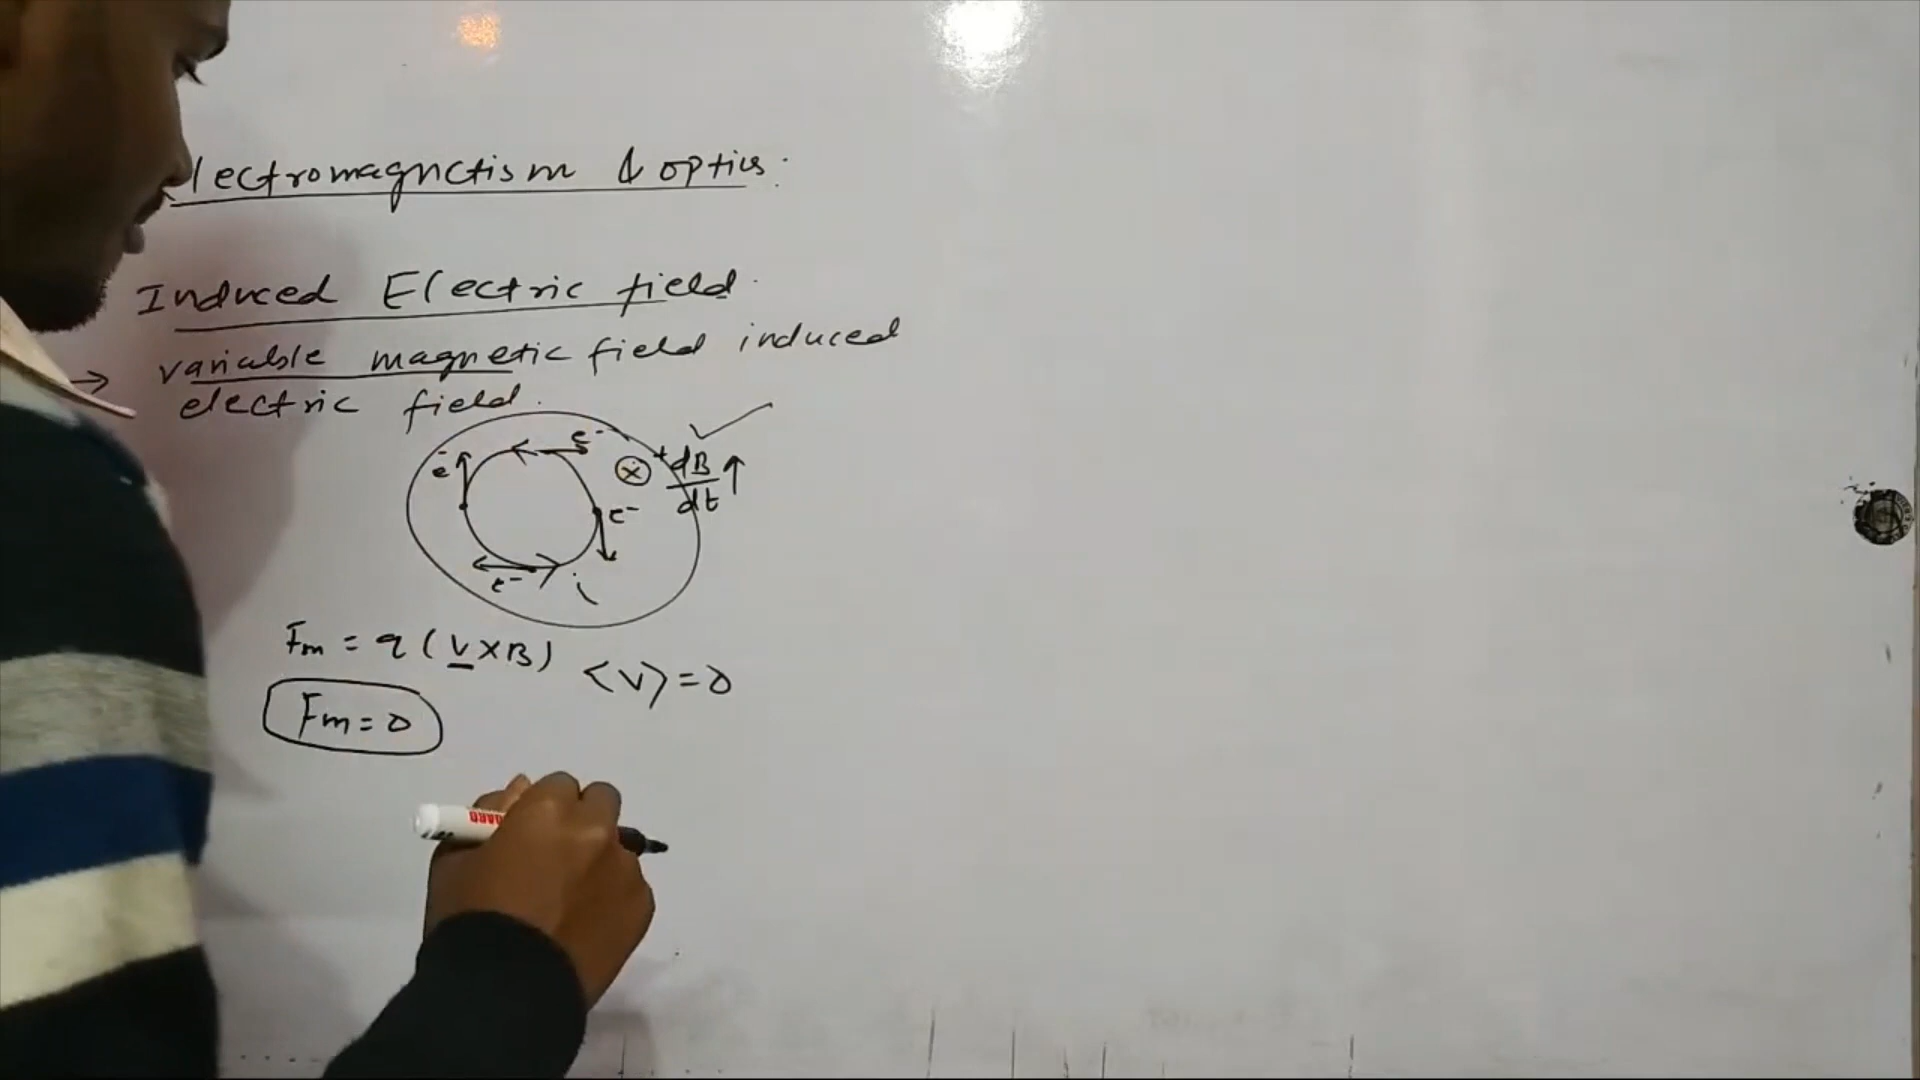 lectromagnetism & optics.
Induced Electric field.
→ variable magnetic field induced
electric field.
e⁻
e⁻
(x) + dB/dt ↑ ✓
e⁻
e⁻
i
Fm = q (V×B)
<V> = 0
Fm = 0